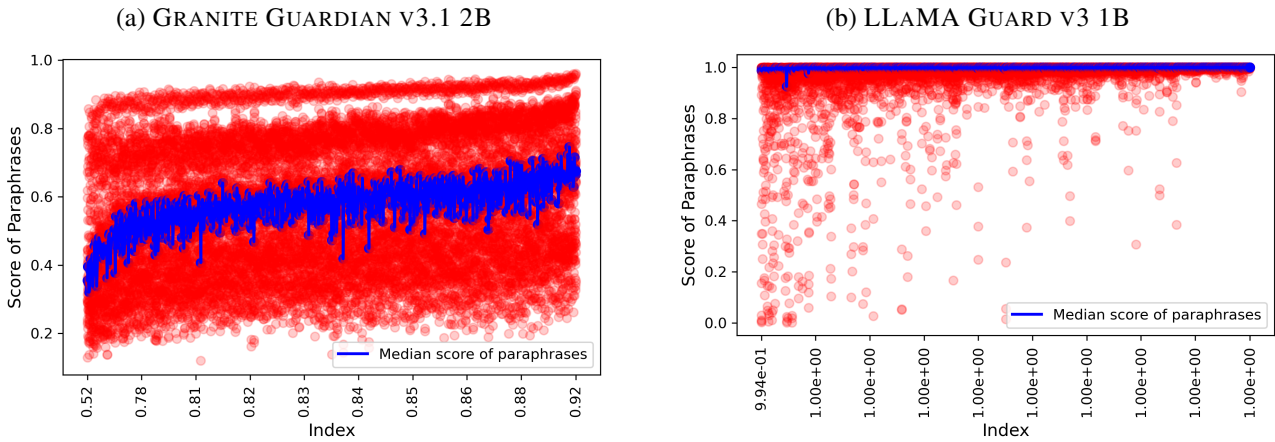 (a) GRANITE GUARDIAN V3.1 2B
1.0
0.8
0.6
0.4
0.2
Score of Paraphrases
Median score of paraphrases
0.52
0.78
0.81
0.82
0.83
0.84
0.85
0.86
0.88
0.92
Index
(b) LLAMA GUARD V3 1B
1.0
0.8
0.6
0.4
0.2
0.0
Score of Paraphrases
Median score of paraphrases
9.94e-01
1.00e+00
1.00e+00
1.00e+00
1.00e+00
1.00e+00
1.00e+00
1.00e+00
1.00e+00
1.00e+00
Index